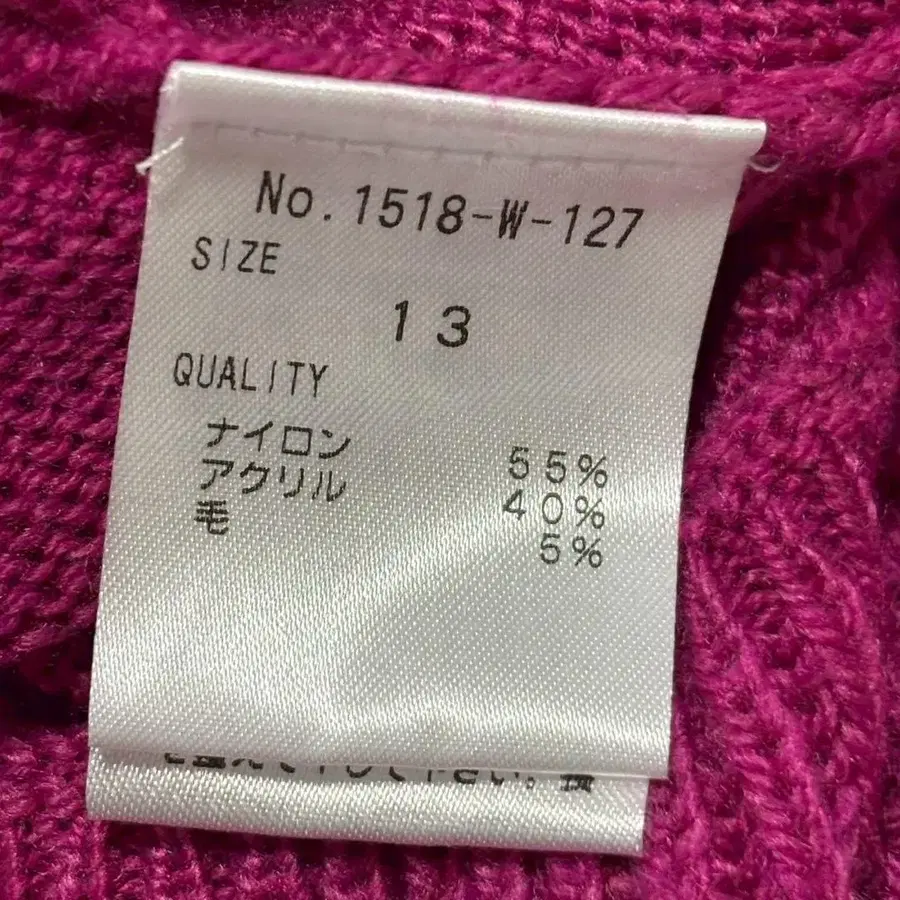 No.1518-W-127
SIZE
13
QUALITY
ナイロン 55%
アクリル 40%
毛 5%